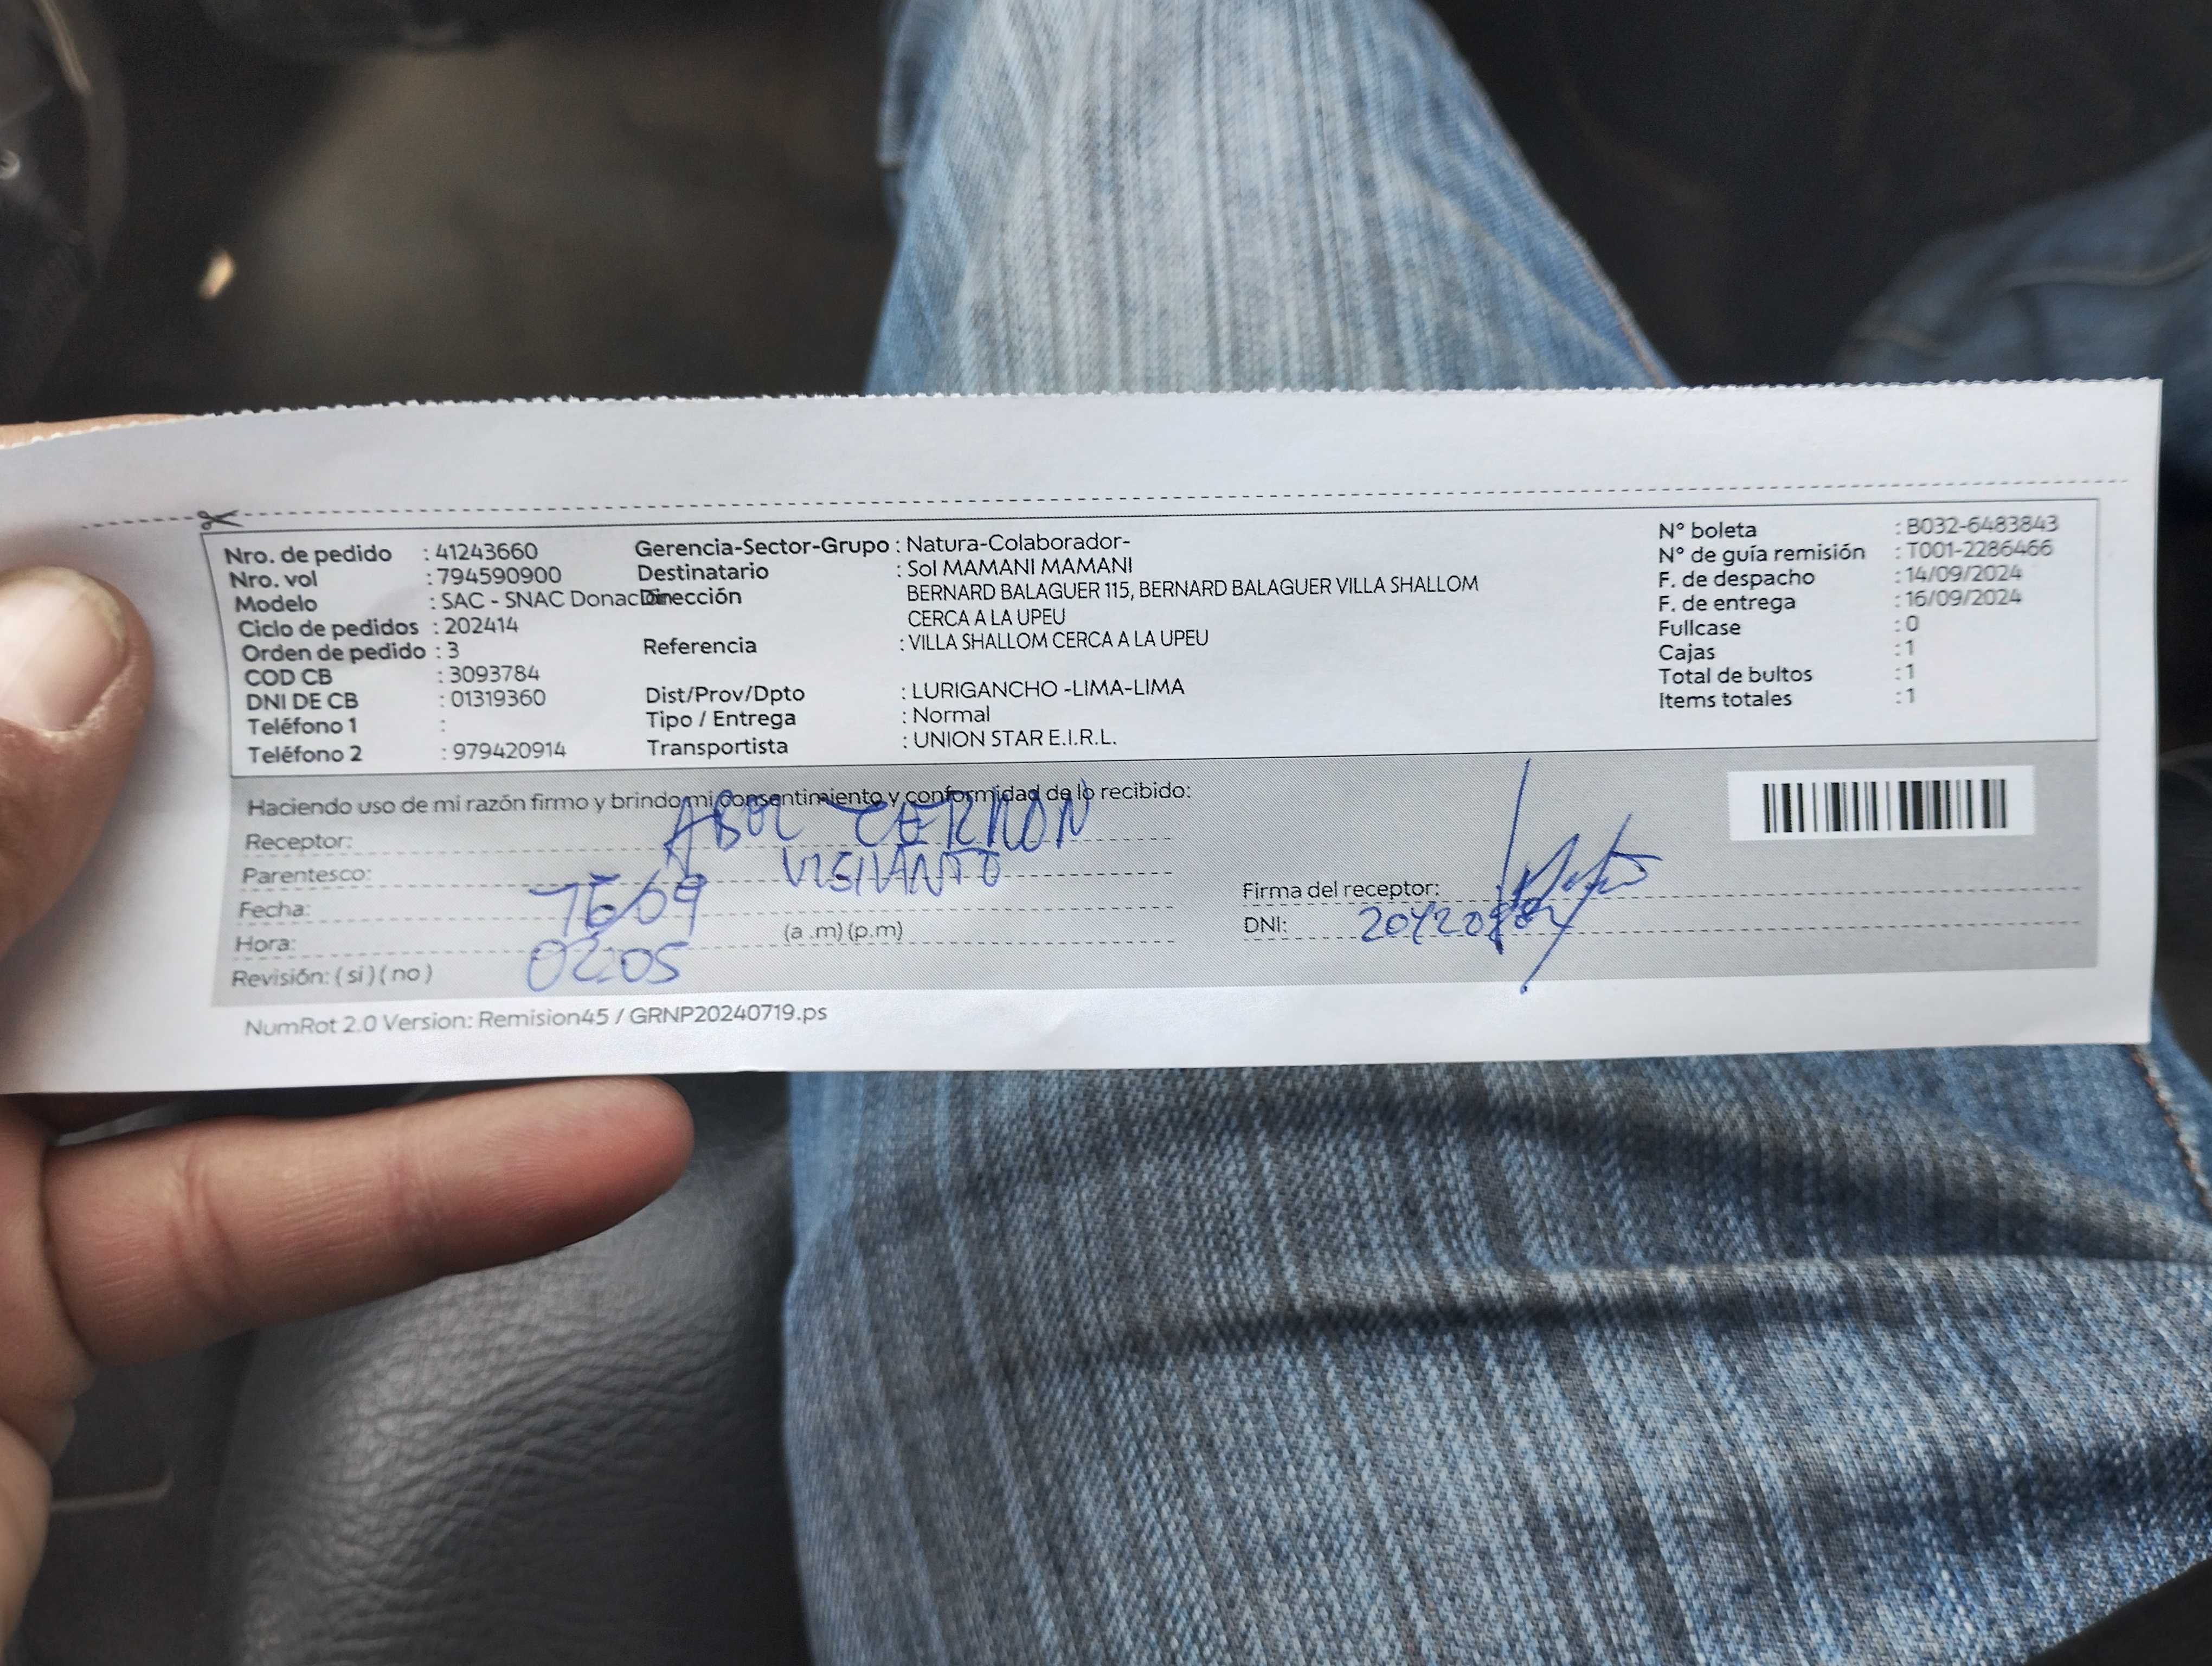 Nro. de pedido : 41243660
Nro. vol : 794590900
Modelo : SAC - SNAC Donac
Ciclo de pedidos : 202414
Orden de pedido : 3
COD CB : 3093784
DNI DE CB : 01319360
Teléfono 1 :
Teléfono 2 : 979420914
Gerencia-Sector-Grupo : Natura-Colaborador-
Destinatario : Sol MAMANI MAMANI
Dirección BERNARD BALAGUER 115, BERNARD BALAGUER VILLA SHALLOM
CERCA A LA UPEU
Referencia : VILLA SHALLOM CERCA A LA UPEU
Dist/Prov/Dpto : LURIGANCHO -LIMA-LIMA
Tipo / Entrega : Normal
Transportista : UNION STAR E.I.R.L.
N° boleta : B032-6483843
N° de guía remisión : T001-2286466
F. de despacho : 14/09/2024
F. de entrega : 16/09/2024
Fullcase : 0
Cajas : 1
Total de bultos : 1
Items totales : 1
Haciendo uso de mi razón firmo y brindo mi consentimiento y conformidad de lo recibido:
Receptor:
Parentesco:
Fecha: 16/09
Hora: 02:05 (a .m) (p.m)
Revisión: ( si ) ( no )
Firma del receptor:
DNI:
NumRot 2.0 Version: Remision45 / GRNP20240719.ps